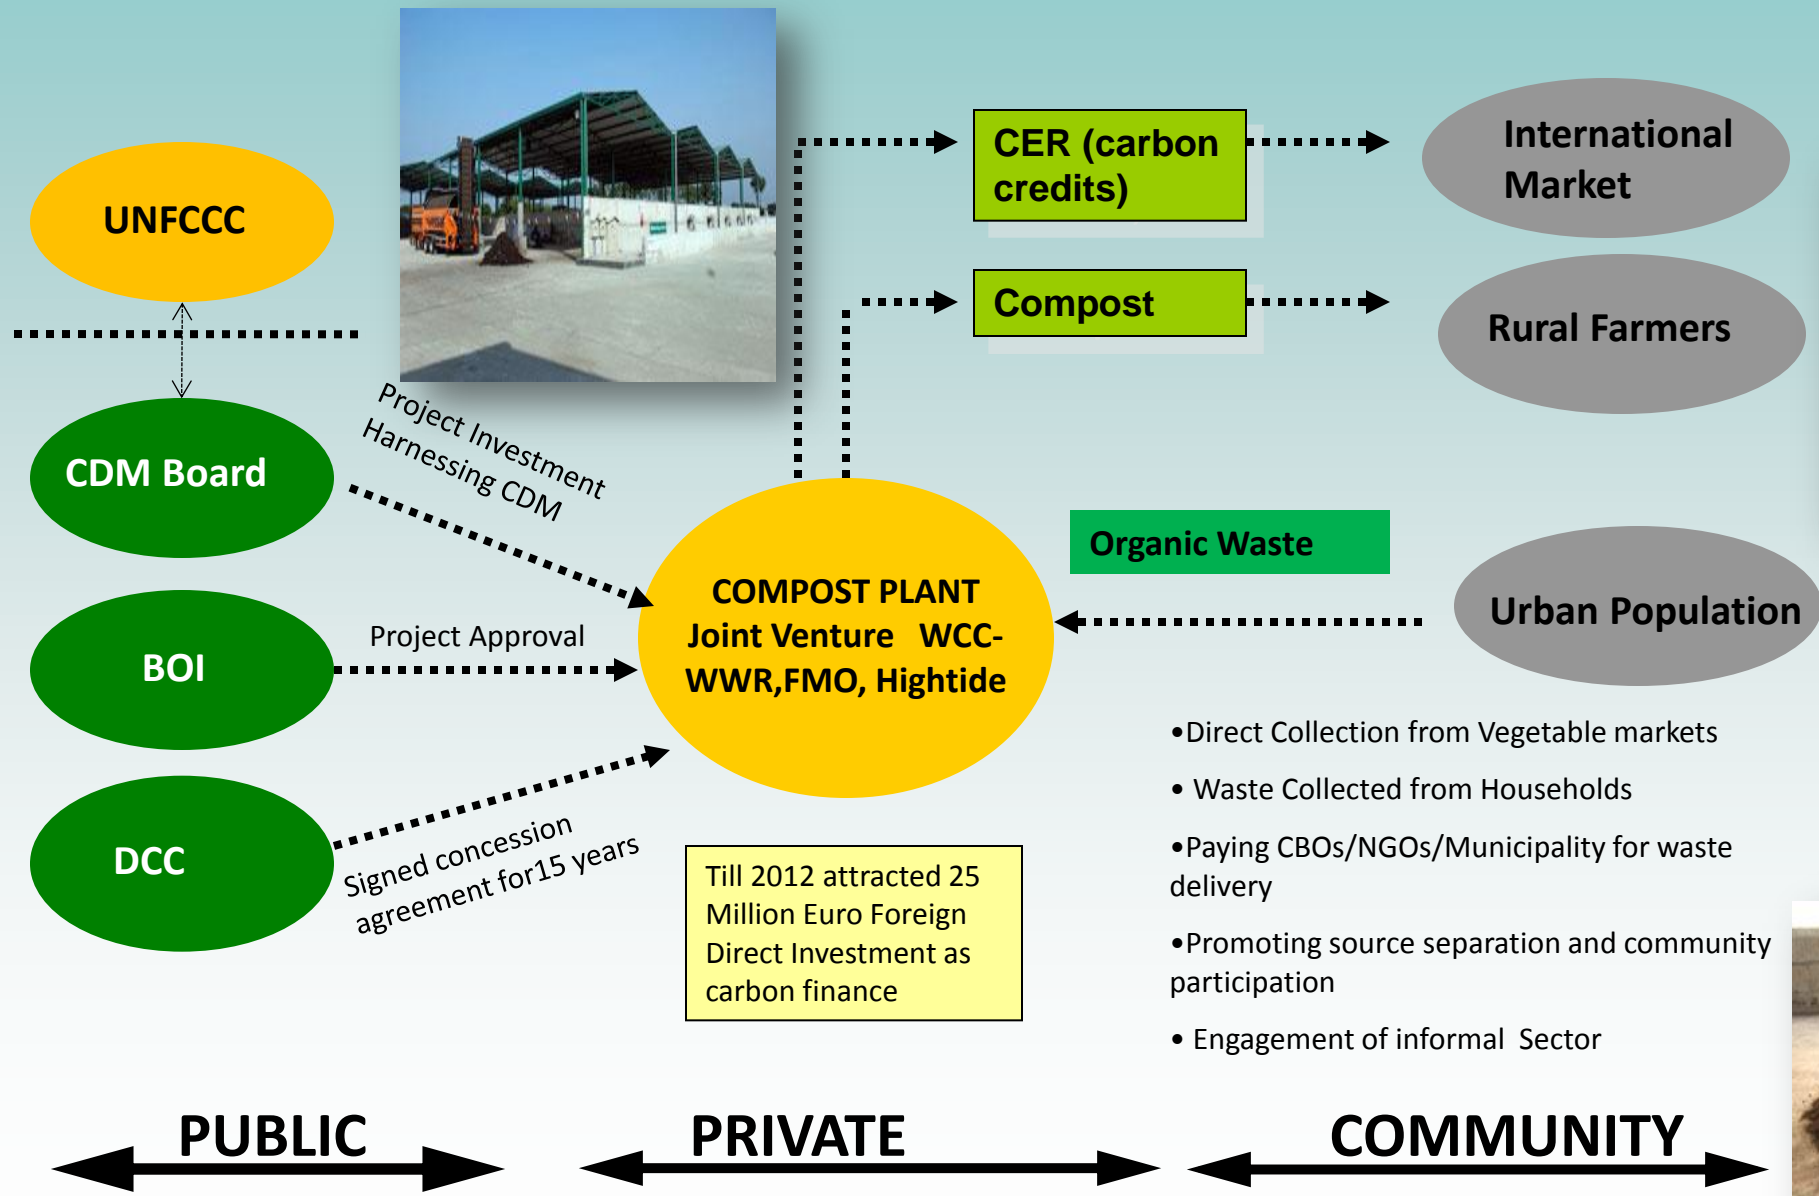 UNFCCC
CDM Board
BOI
DCC
Project Investment
Harnessing CDM
Project Approval
Signed concession
agreement for15 years
CER (carbon
credits)
Compost
International
Market
Rural Farmers
COMPOST PLANT
Joint Venture WCC-
WWR,FMO, Hightide
Organic Waste
Urban Population
Till 2012 attracted 25
Million Euro Foreign
Direct Investment as
carbon finance
•Direct Collection from Vegetable markets
• Waste Collected from Households
•Paying CBOs/NGOs/Municipality for waste
delivery
•Promoting source separation and community
participation
• Engagement of informal Sector
PUBLIC
PRIVATE
COMMUNITY